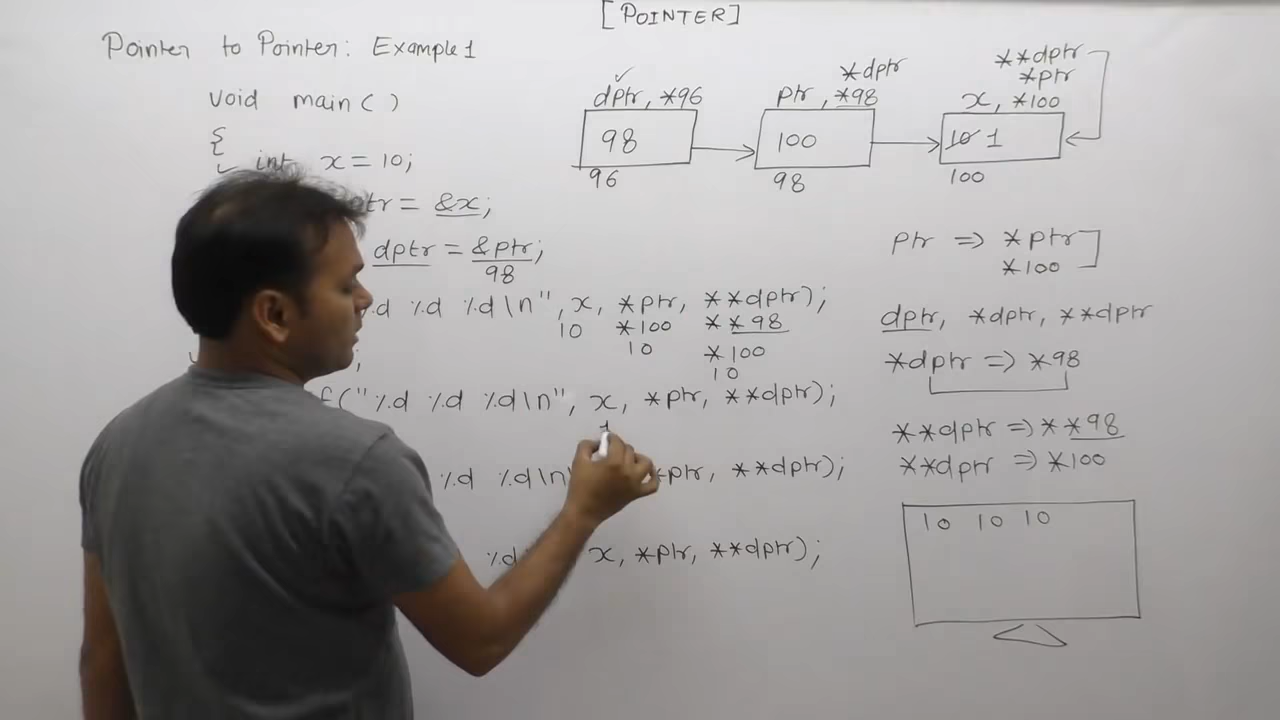 [POINTER]
Pointer to Pointer: Example 1
void main( )
{
int x = 10;
ptr = &x;
dptr = &ptr;
98
%d %d\n", x, *ptr, **dptr);
10 *100 **98
10 *100
10
;
f("%d %d %d\n", x, *ptr, **dptr);
1
%d %d\n *ptr, **dptr);
%d x, *ptr, **dptr);
**dptr
*dptr *ptr
dptr, *96 ptr, *98 x, *100
98 100 10 1
96 98 100
ptr => *ptr
*100
dptr, *dptr, **dptr
*dptr => *98
**dptr => **98
**dptr => *100
10 10 10